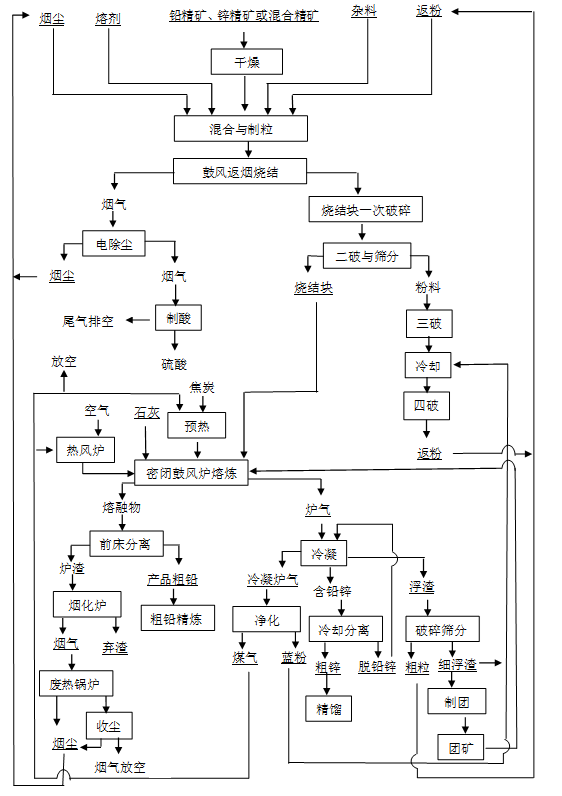 烟尘
熔剂
铅精矿、锌精矿或混合精矿
杂料
返粉
干燥
混合与制粒
鼓风返烟烧结
烟气
烧结块一次破碎
电除尘
二破与筛分
烟尘
烟气
烧结块
粉料
尾气排空
制酸
三破
放空
硫酸
冷却
焦炭
空气
石灰
预热
四破
热风炉
返粉
密闭鼓风炉熔炼
熔融物
炉气
前床分离
冷凝
炉渣
产品粗铅
冷凝炉气
含铅锌
浮渣
烟化炉
粗铅精炼
净化
冷却分离
破碎筛分
烟气
弃渣
煤气
蓝粉
粗锌
脱铅锌
粗粒
细浮渣
废热锅炉
精馏
制团
收尘
烟尘
团矿
烟气放空